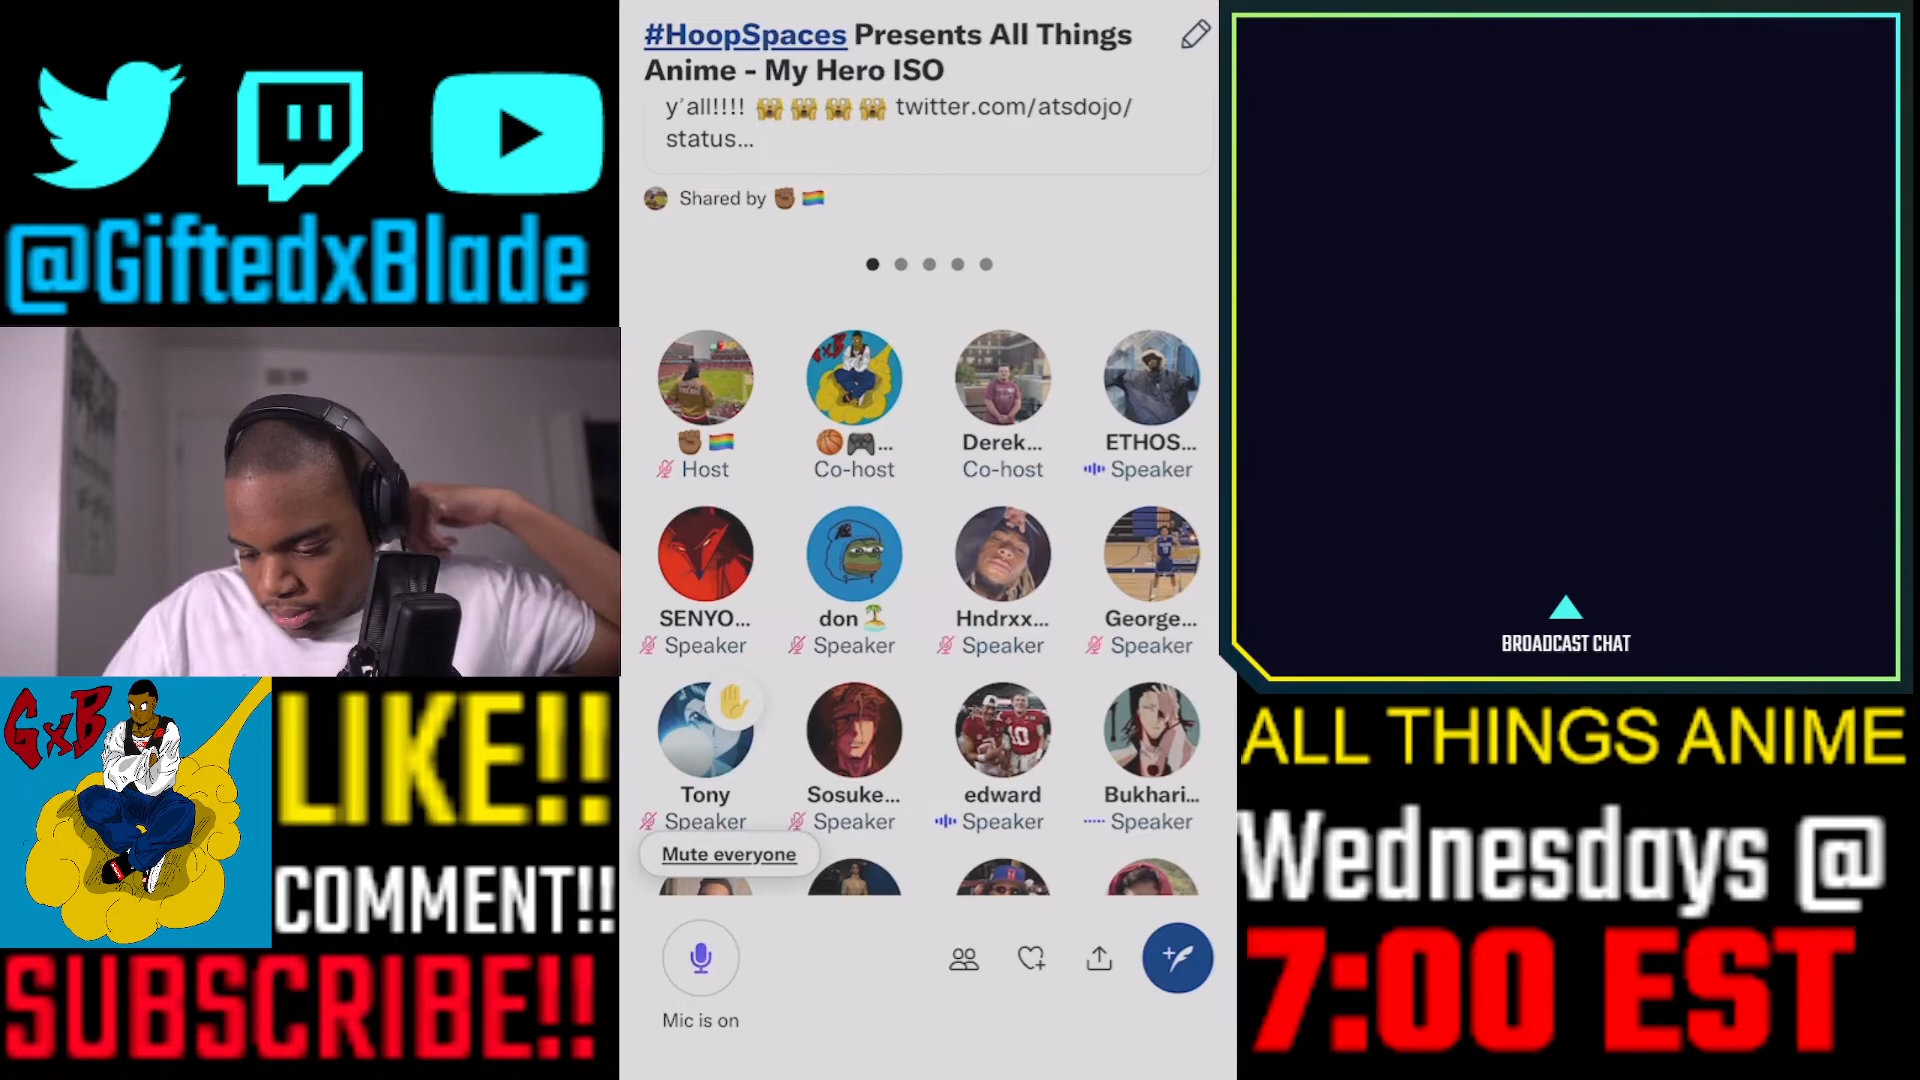 @GiftedxBlade
GxB
LIKE!!
COMMENT!!
SUBSCRIBE!!
#HoopSpaces Presents All Things
Anime - My Hero ISO
y'all!!!! 😱 😱 😱 😱 twitter.com/atsdojo/
status...
Shared by ✊🏾 🏳️‍🌈
✊🏾 🏳️‍🌈
Host
🏀🎮...
Co-host
Derek...
Co-host
ETHOS...
Speaker
SENYO...
Speaker
don 🏝️
Speaker
Hndrxx...
Speaker
George...
Speaker
Tony
Speaker
Sosuke...
Speaker
edward
Speaker
Bukhari...
Speaker
Mute everyone
Mic is on
BROADCAST CHAT
ALL THINGS ANIME
Wednesdays @
7:00 EST